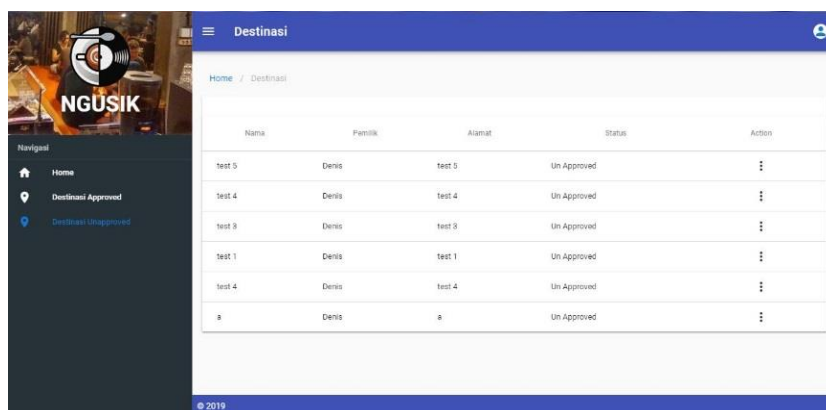 NGUSIK
Navigasi
Home
Destinasi Approved
Destinasi Unapproved
Destinasi
Home / Destinasi
Nama Pemilik Alamat Status Action
test 5 Denis test 5 Un Approved
test 4 Denis test 4 Un Approved
test 3 Denis test 3 Un Approved
test 1 Denis test 1 Un Approved
test 4 Denis test 4 Un Approved
a Denis a Un Approved
© 2019